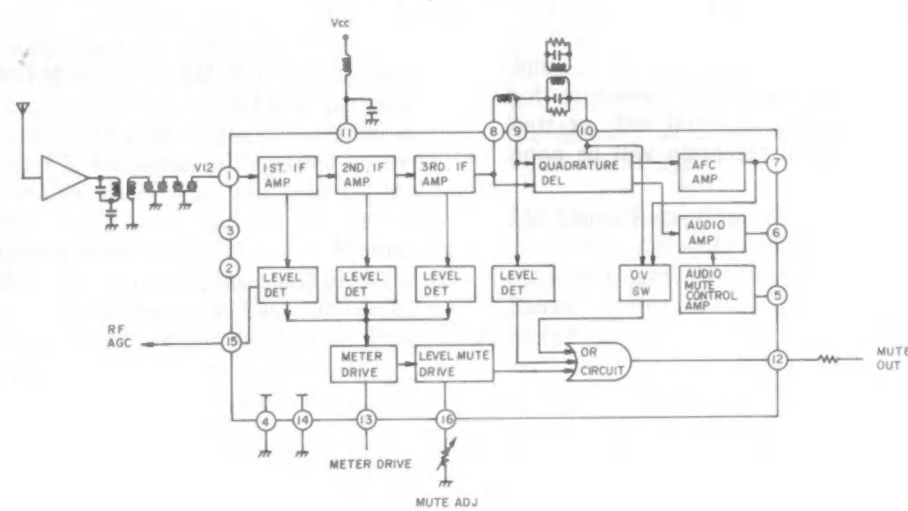 Vcc
11
8
9
10
V12
1
1ST. IF
AMP
2ND. IF
AMP
3RD. IF
AMP
QUADRATURE
DEL
AFC
AMP
7
3
AUDIO
AMP
6
2
LEVEL
DET
LEVEL
DET
LEVEL
DET
LEVEL
DET
OV
SW
AUDIO
MUTE
CONTROL
AMP
5
RF
AGC
15
METER
DRIVE
LEVEL MUTE
DRIVE
OR
CIRCUIT
12
MUTE
OUT
4
14
13
16
METER DRIVE
MUTE ADJ